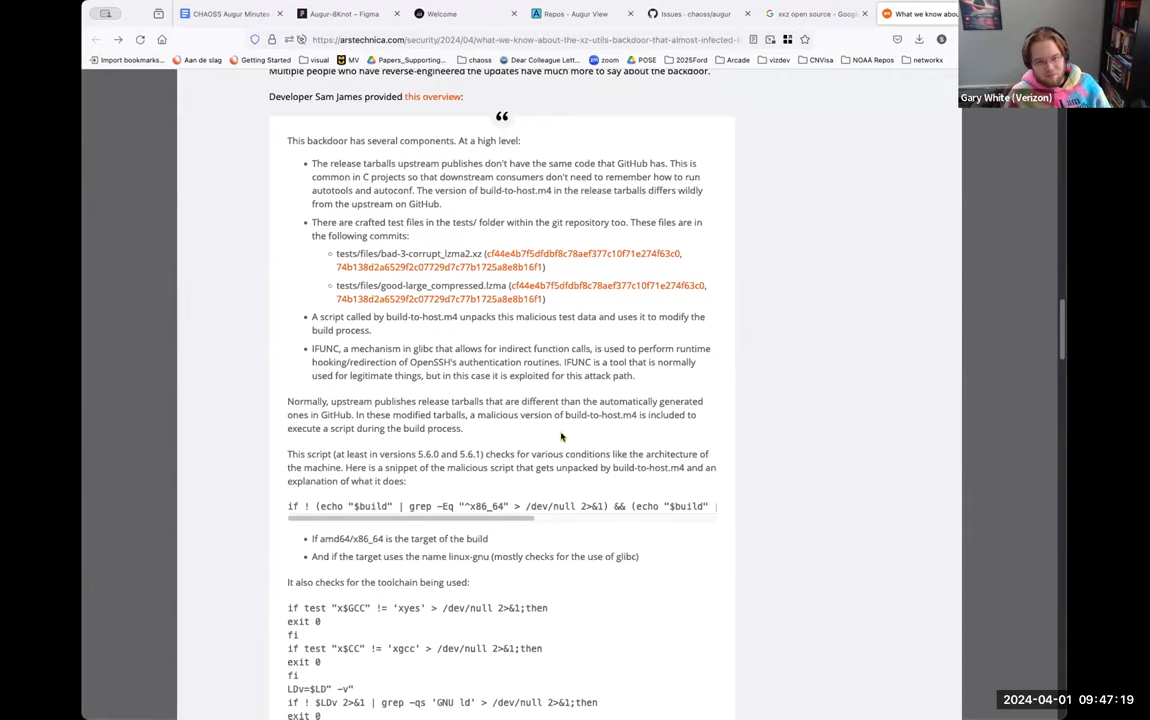 CHAOSS Augur Minutes
Augur-8Knot – Figma
Welcome
Repos - Augur View
Issues · chaoss/augur
xxz open source - Goog
What we know abou
https://arstechnica.com/security/2024/04/what-we-know-about-the-xz-utils-backdoor-that-almost-infected-
Import bookmarks...
Aan de slag
Getting Started
visual
MV
Papers_Supporting...
chaoss
Dear Colleague Lett...
zoom
POSE
2025Ford
Arcade
vizdev
CNVisa
NOAA Repos
networkx
Gary White (Verizon)
Multiple people who have reverse-engineered the updates have much more to say about the backdoor.
Developer Sam James provided this overview:
“
This backdoor has several components. At a high level:
• The release tarballs upstream publishes don't have the same code that GitHub has. This is
common in C projects so that downstream consumers don't need to remember how to run
autotools and autoconf. The version of build-to-host.m4 in the release tarballs differs wildly
from the upstream on GitHub.
• There are crafted test files in the tests/ folder within the git repository too. These files are in
the following commits:
◦ tests/files/bad-3-corrupt_lzma2.xz (cf44e4b7f5dfdbf8c78aef377c10f71e274f63c0,
74b138d2a6529f2c07729d7c77b1725a8e8b16f1)
◦ tests/files/good-large_compressed.lzma (cf44e4b7f5dfdbf8c78aef377c10f71e274f63c0,
74b138d2a6529f2c07729d7c77b1725a8e8b16f1)
• A script called by build-to-host.m4 unpacks this malicious test data and uses it to modify the
build process.
• IFUNC, a mechanism in glibc that allows for indirect function calls, is used to perform runtime
hooking/redirection of OpenSSH's authentication routines. IFUNC is a tool that is normally
used for legitimate things, but in this case it is exploited for this attack path.
Normally, upstream publishes release tarballs that are different than the automatically generated
ones in GitHub. In these modified tarballs, a malicious version of build-to-host.m4 is included to
execute a script during the build process.
This script (at least in versions 5.6.0 and 5.6.1) checks for various conditions like the architecture of
the machine. Here is a snippet of the malicious script that gets unpacked by build-to-host.m4 and an
explanation of what it does:
if ! (echo "$build" | grep -Eq "^x86_64" > /dev/null 2>&1) && (echo "$build" |
• If amd64/x86_64 is the target of the build
• And if the target uses the name linux-gnu (mostly checks for the use of glibc)
It also checks for the toolchain being used:
if test "x$GCC" != 'xyes' > /dev/null 2>&1;then
exit 0
fi
if test "x$CC" != 'xgcc' > /dev/null 2>&1;then
exit 0
fi
LDv=$LD" -v"
if ! $LDv 2>&1 | grep -qs 'GNU ld' > /dev/null 2>&1;then
exit 0
2024-04-01 09:47:19